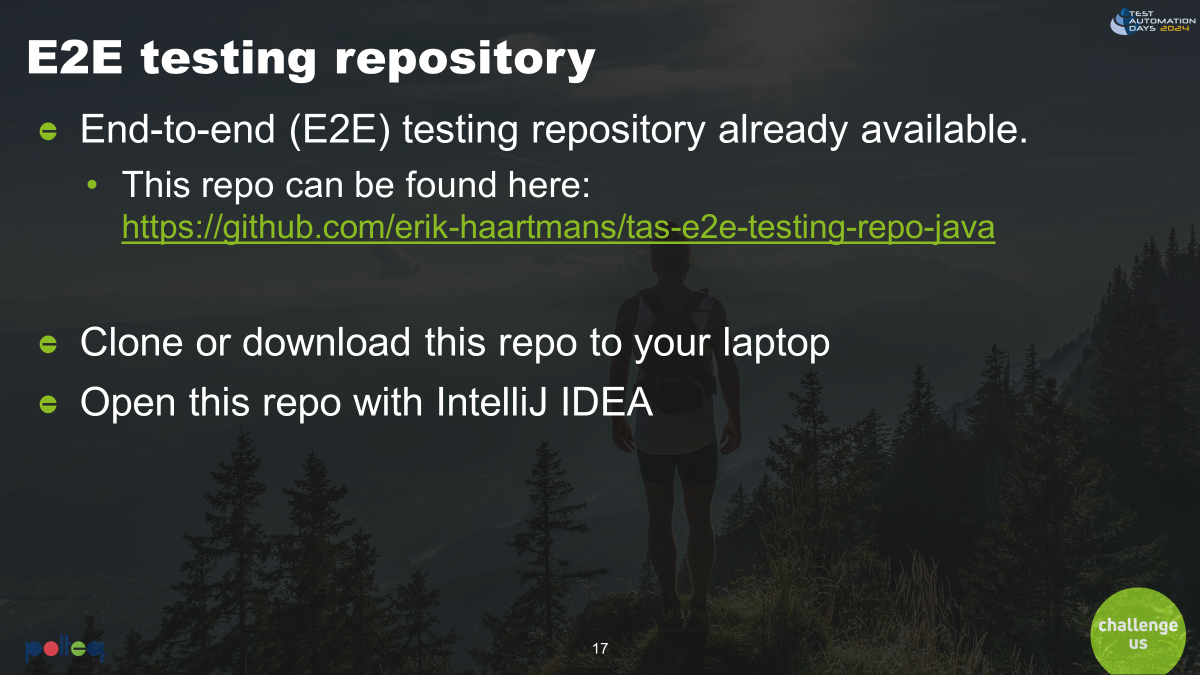 TEST
AUTOMATION
DAYS 2024
E2E testing repository
End-to-end (E2E) testing repository already available.
This repo can be found here:
https://github.com/erik-haartmans/tas-e2e-testing-repo-java
Clone or download this repo to your laptop
Open this repo with IntelliJ IDEA
polteq
17
challenge
us